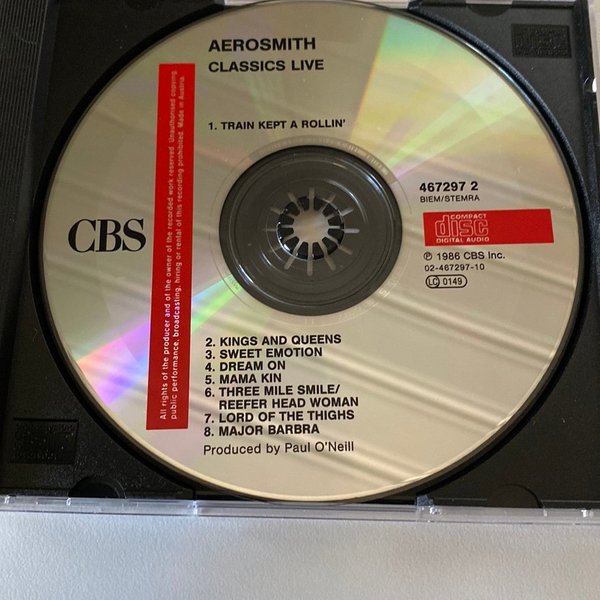 AEROSMITH
CLASSICS LIVE
1. TRAIN KEPT A ROLLIN'
All rights of the producer and of the owner of the recorded work reserved. Unauthorised copying,
public performance, broadcasting, hiring or rental of this recording prohibited. Made in Austria.
CBS
467297 2
BIEM/STEMRA
COMPACT
disc
DIGITAL AUDIO
℗ 1986 CBS Inc.
02-467297-10
LC 0149
2. KINGS AND QUEENS
3. SWEET EMOTION
4. DREAM ON
5. MAMA KIN
6. THREE MILE SMILE/
REEFER HEAD WOMAN
7. LORD OF THE THIGHS
8. MAJOR BARBRA
Produced by Paul O'Neill